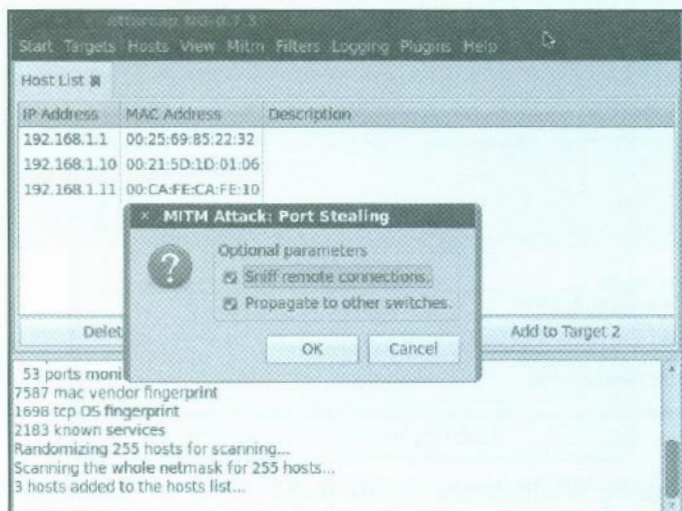 ettercap NG-0.7.3
Start Targets Hosts View Mitm Filters Logging Plugins Help
Host List
IP Address MAC Address Description
192.168.1.1 00:25:69:85:22:32
192.168.1.10 00:21:5D:1D:01:06
192.168.1.11 00:CA:FE:CA:FE:10
MITM Attack: Port Stealing
Optional parameters
Sniff remote connections.
Propagate to other switches.
OK Cancel
Delet Add to Target 2
53 ports moni
7587 mac vendor fingerprint
1698 tcp OS fingerprint
2183 known services
Randomizing 255 hosts for scanning...
Scanning the whole netmask for 255 hosts...
3 hosts added to the hosts list...